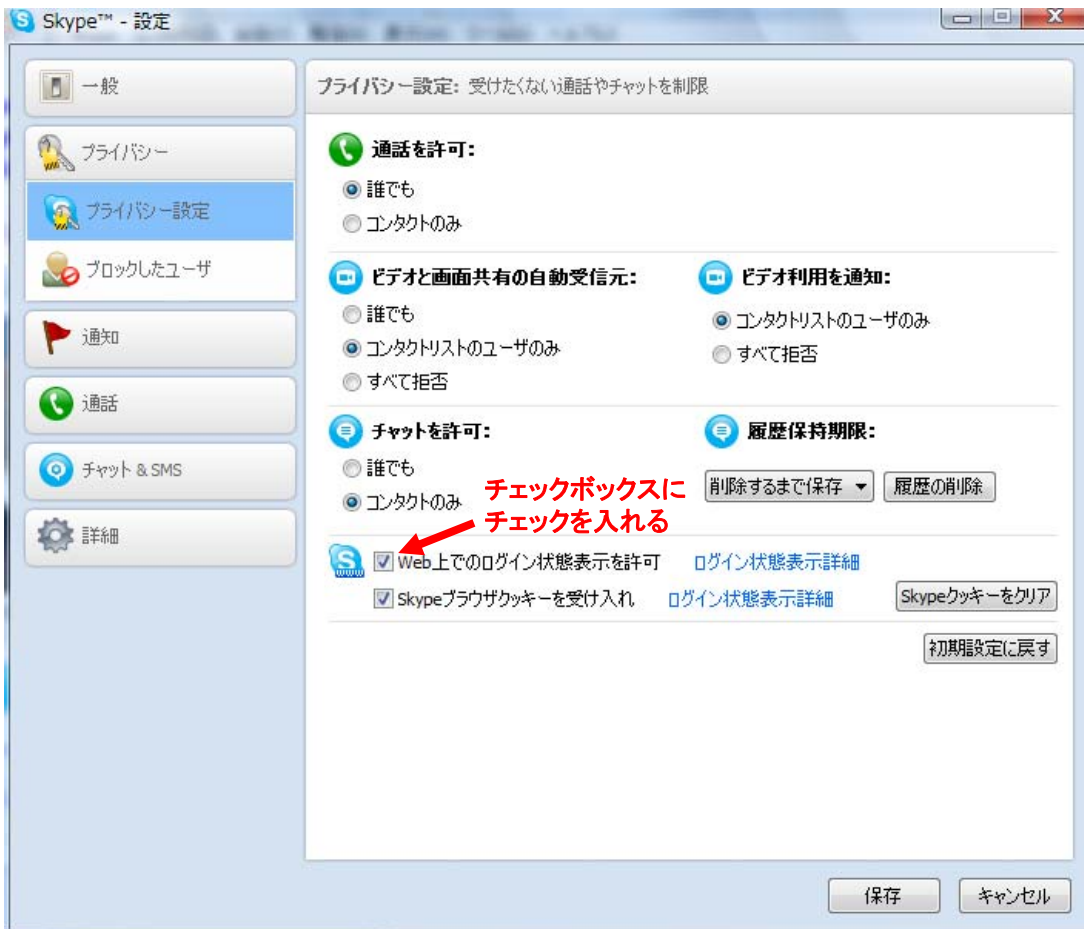 Skype™ - 設定
一般
プライバシー
プライバシー設定
ブロックしたユーザ
通知
通話
チャット & SMS
詳細
プライバシー設定: 受けたくない通話やチャットを制限
通話を許可:
誰でも
コンタクトのみ
ビデオと画面共有の自動受信元:
誰でも
コンタクトリストのユーザのみ
すべて拒否
ビデオ利用を通知:
コンタクトリストのユーザのみ
すべて拒否
チャットを許可:
誰でも
コンタクトのみ
履歴保持期限:
削除するまで保存 履歴の削除
チェックボックスに
チェックを入れる
Web上でのログイン状態表示を許可 ログイン状態表示詳細
Skypeブラウザクッキーを受け入れ ログイン状態表示詳細 Skypeクッキーをクリア
初期設定に戻す
保存 キャンセル